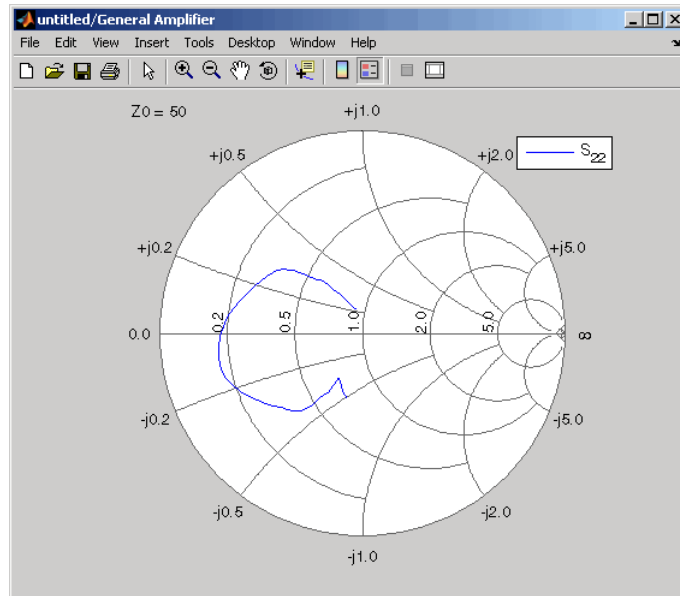 untitled/General Amplifier
File Edit View Insert Tools Desktop Window Help
Z0 = 50
+j1.0
+j0.5
+j2.0
S22
+j0.2
+j5.0
0.0
0.2
0.5
1.0
2.0
5.0
∞
-j0.2
-j5.0
-j0.5
-j2.0
-j1.0